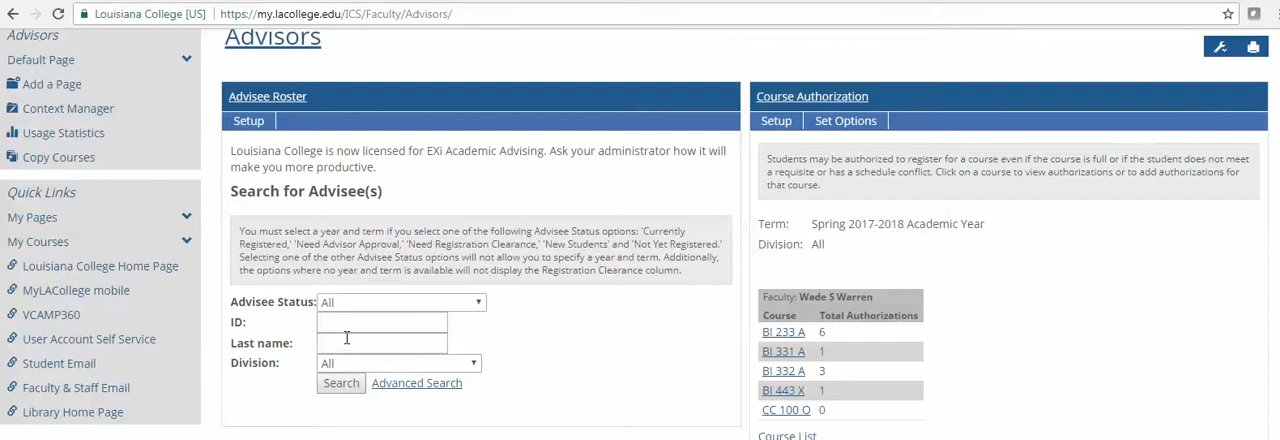 Louisiana College [US] https://my.lacollege.edu/ICS/Faculty/Advisors/
Advisors
Default Page
Add a Page
Context Manager
Usage Statistics
Copy Courses
Quick Links
My Pages
My Courses
Louisiana College Home Page
MyLACollege mobile
VCAMP360
User Account Self Service
Student Email
Faculty & Staff Email
Library Home Page
Advisors
Advisee Roster
Setup
Louisiana College is now licensed for EXi Academic Advising. Ask your administrator how it will
make you more productive.
Search for Advisee(s)
You must select a year and term if you select one of the following Advisee Status options: 'Currently
Registered,' 'Need Advisor Approval,' 'Need Registration Clearance,' 'New Students' and 'Not Yet Registered.'
Selecting one of the other Advisee Status options will not allow you to specify a year and term. Additionally,
the options where no year and term is available will not display the Registration Clearance column.
Advisee Status: All
ID:
Last name:
Division: All
Search Advanced Search
Course Authorization
Setup Set Options
Students may be authorized to register for a course even if the course is full or if the student does not meet
a requisite or has a schedule conflict. Click on a course to view authorizations or to add authorizations for
that course.
Term: Spring 2017-2018 Academic Year
Division: All
Faculty: Wade S Warren
Course Total Authorizations
BI 233 A 6
BI 331 A 1
BI 332 A 3
BI 443 X 1
CC 100 O 0
Course List